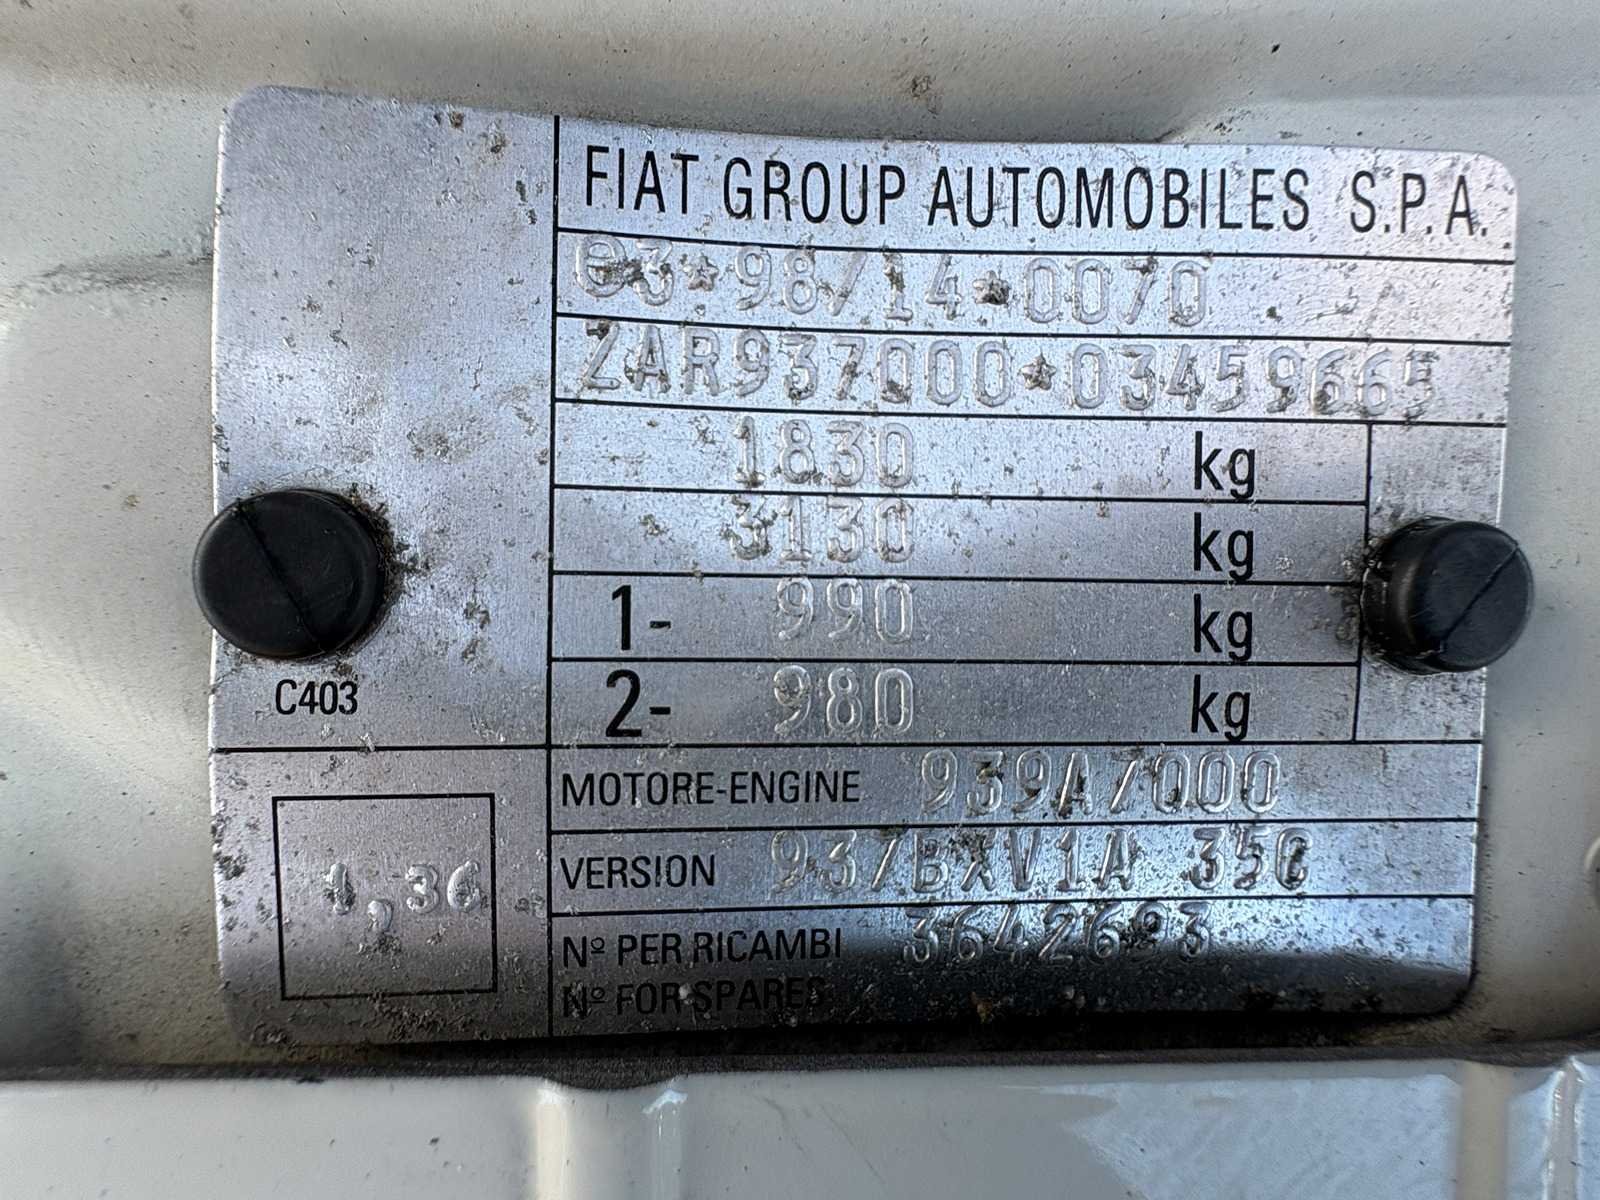 FIAT GROUP AUTOMOBILES S.P.A.
e3*98/14*0070
ZAR937000*03459665
1830 kg
3130 kg
1- 990 kg
2- 980 kg
C403
MOTORE-ENGINE 939A7000
VERSION 937BXV1A 35C
1,36
Nº PER RICAMBI 3642693
Nº FOR SPARES